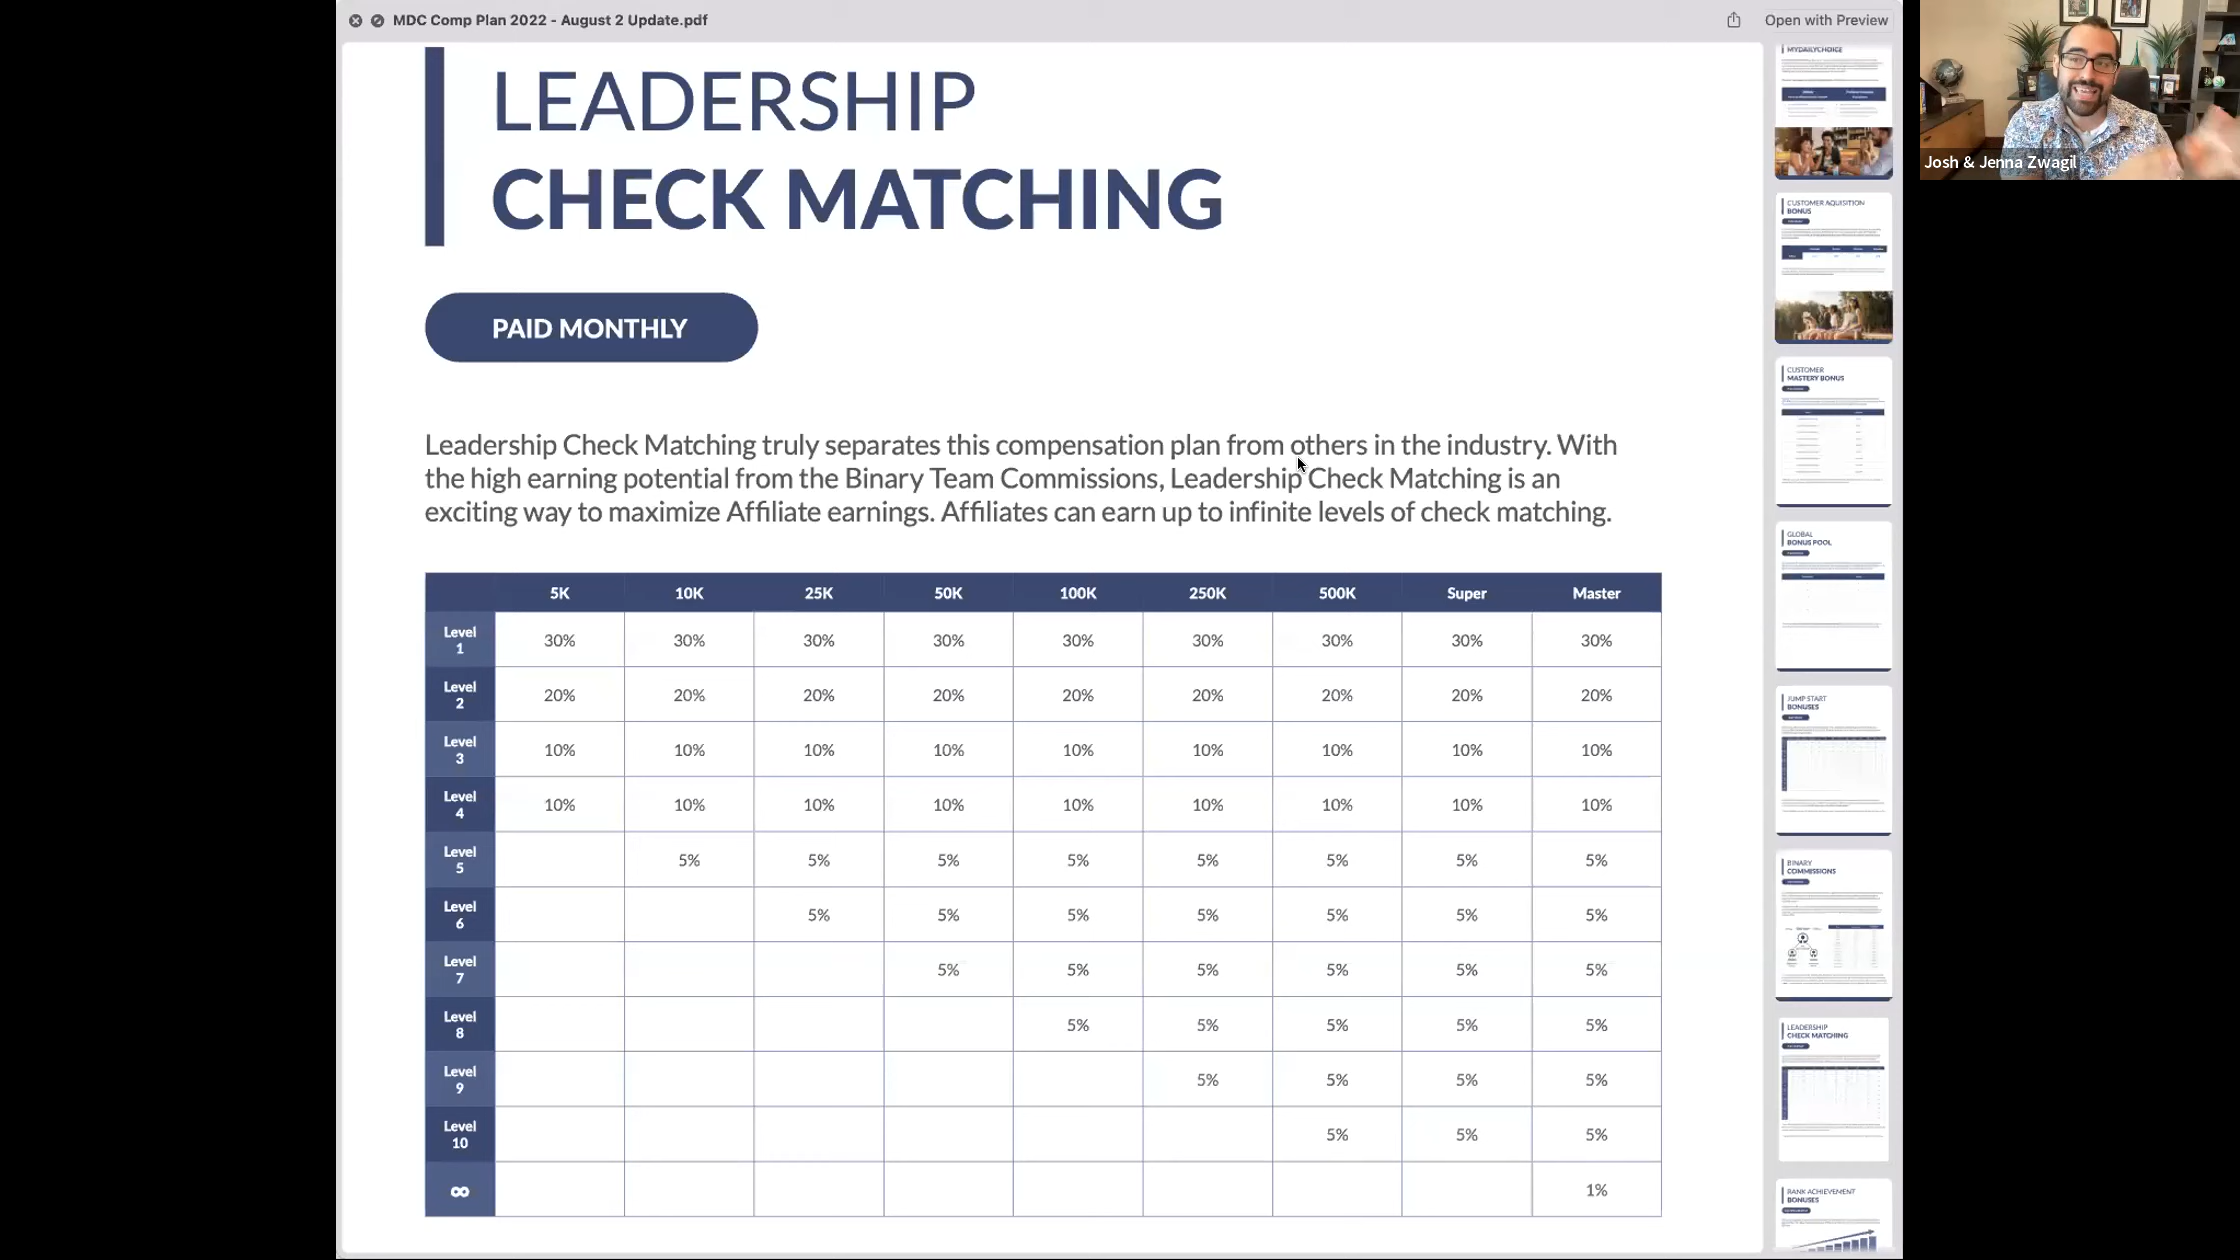 MDC Comp Plan 2022 - August 2 Update.pdf
Open with Preview
LEADERSHIP
CHECK MATCHING
PAID MONTHLY
Leadership Check Matching truly separates this compensation plan from others in the industry. With
the high earning potential from the Binary Team Commissions, Leadership Check Matching is an
exciting way to maximize Affiliate earnings. Affiliates can earn up to infinite levels of check matching.
5K 10K 25K 50K 100K 250K 500K Super Master
Level 1 30% 30% 30% 30% 30% 30% 30% 30% 30%
Level 2 20% 20% 20% 20% 20% 20% 20% 20% 20%
Level 3 10% 10% 10% 10% 10% 10% 10% 10% 10%
Level 4 10% 10% 10% 10% 10% 10% 10% 10% 10%
Level 5 5% 5% 5% 5% 5% 5% 5% 5%
Level 6 5% 5% 5% 5% 5% 5% 5%
Level 7 5% 5% 5% 5% 5% 5%
Level 8 5% 5% 5% 5% 5%
Level 9 5% 5% 5% 5%
Level 10 5% 5% 5%
∞ 1%
MYDAILYCHOICE
CUSTOMER AQUISITION
BONUS
CUSTOMER
MASTERY BONUS
GLOBAL
BONUS POOL
JUMP START
BONUSES
BINARY
COMMISSIONS
LEADERSHIP
CHECK MATCHING
RANK ACHIEVEMENT
BONUSES
Josh & Jenna Zwagil